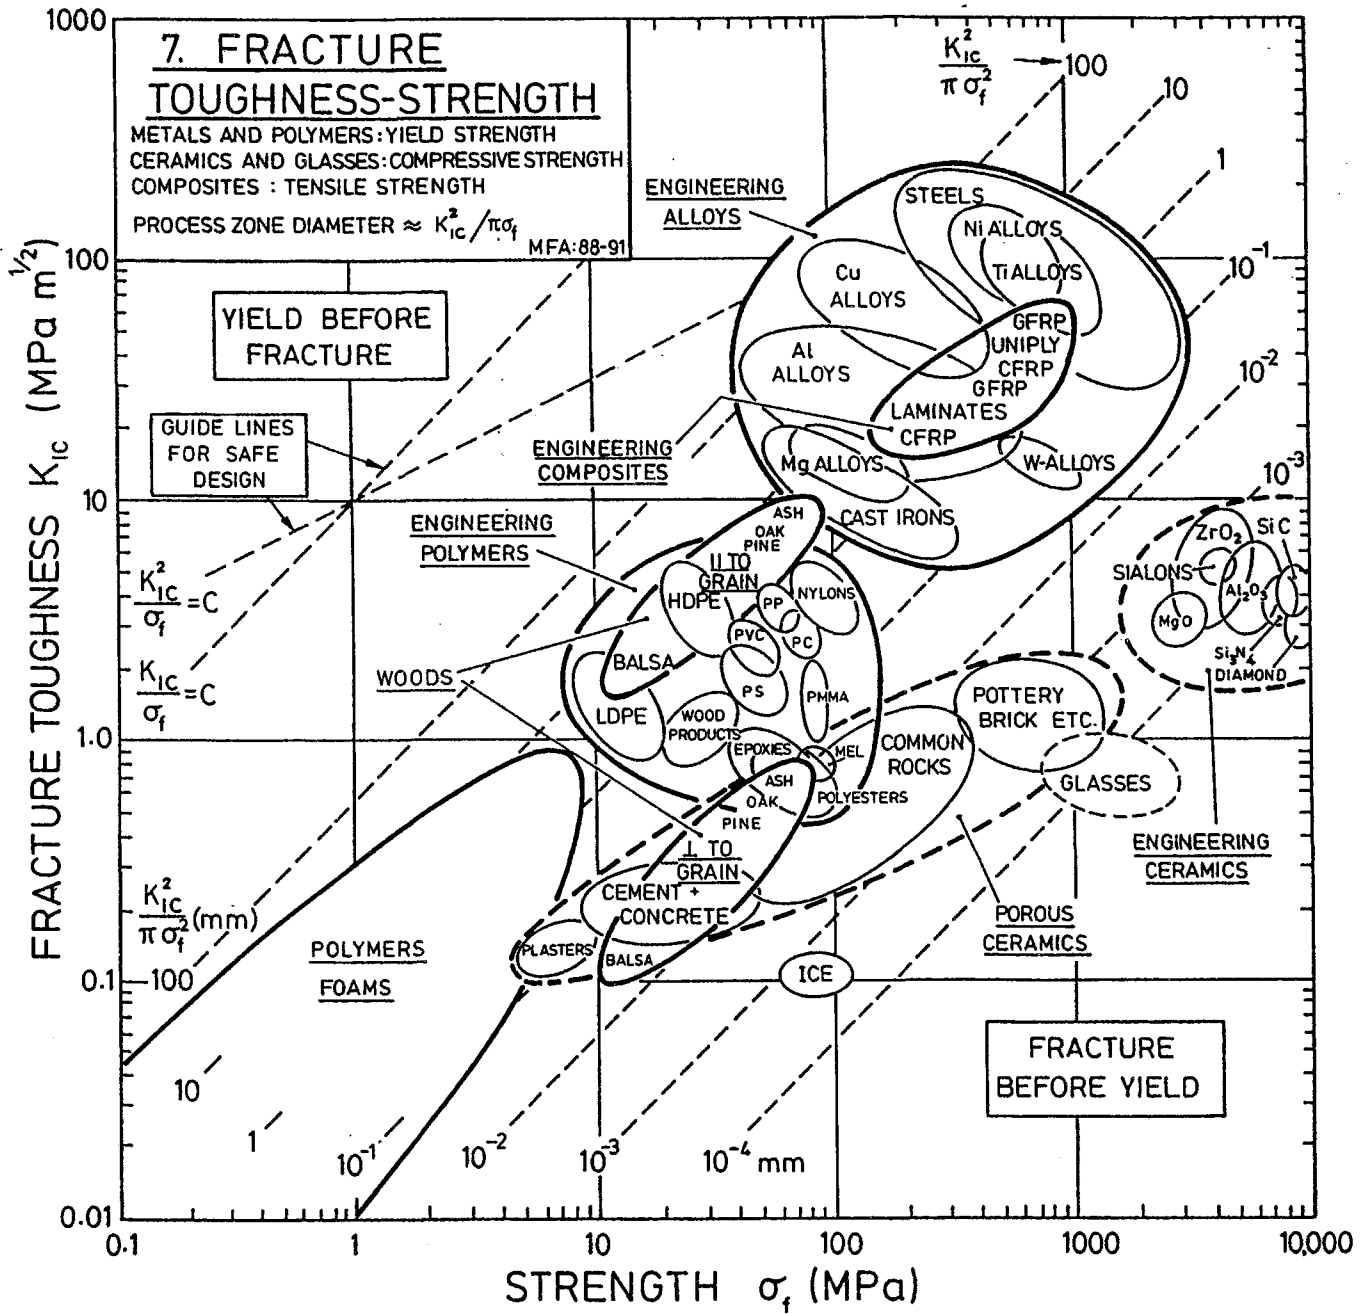 7. FRACTURE
TOUGHNESS-STRENGTH
METALS AND POLYMERS: YIELD STRENGTH
CERAMICS AND GLASSES: COMPRESSIVE STRENGTH
COMPOSITES : TENSILE STRENGTH
PROCESS ZONE DIAMETER ≈ K²IC/πσf
MFA:88-91
K²IC/πσ²f → 100
10
1
10⁻¹
10⁻²
10⁻³
1000
100
10
1.0
0.1
0.01
FRACTURE TOUGHNESS KIC (MPa m^1/2)
YIELD BEFORE
FRACTURE
GUIDE LINES
FOR SAFE
DESIGN
K²IC/σf = C
KIC/σf = C
K²IC/πσ²f (mm)
100
10
1
10⁻¹
10⁻²
10⁻³
10⁻⁴ mm
ENGINEERING
ALLOYS
STEELS
Ni ALLOYS
Ti ALLOYS
Cu
ALLOYS
Al
ALLOYS
GFRP
UNIPLY
CFRP
GFRP
LAMINATES
CFRP
ENGINEERING
COMPOSITES
Mg ALLOYS
W-ALLOYS
CAST IRONS
ENGINEERING
POLYMERS
ASH
OAK
PINE
|| TO
GRAIN
HDPE
PP
NYLONS
PVC
PC
BALSA
WOODS
PS
PMMA
LDPE
WOOD
PRODUCTS
EPOXIES
MEL
ASH
OAK
PINE
POLYESTERS
⊥ TO
GRAIN
COMMON
ROCKS
POTTERY
BRICK ETC.
GLASSES
ZrO₂
SiC
SIALONS
Al₂O₃
MgO
Si₃N₄
DIAMOND
ENGINEERING
CERAMICS
POROUS
CERAMICS
CEMENT +
CONCRETE
PLASTERS
BALSA
ICE
POLYMERS
FOAMS
FRACTURE
BEFORE YIELD
0.1
1
10
100
1000
10,000
STRENGTH σf (MPa)